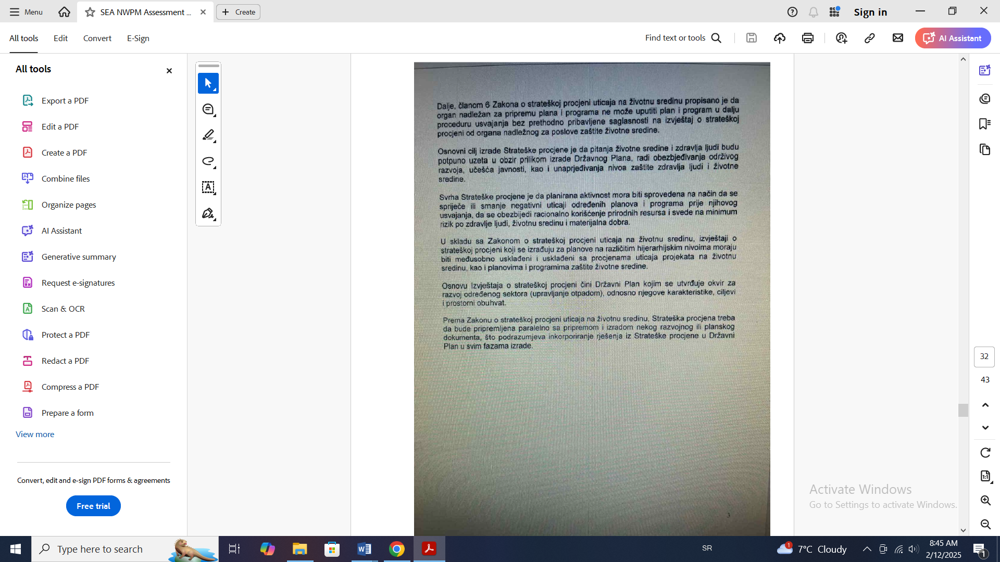 Menu
SEA NWPM Assessment ...
Create
Sign in
All tools
Edit
Convert
E-Sign
Find text or tools
AI Assistant
All tools
Export a PDF
Edit a PDF
Create a PDF
Combine files
Organize pages
AI Assistant
Generative summary
Request e-signatures
Scan & OCR
Protect a PDF
Redact a PDF
Compress a PDF
Prepare a form
View more
Convert, edit and e-sign PDF forms & agreements
Free trial
Dalje, članom 6 Zakona o strateškoj procjeni uticaja na životnu sredinu propisano je da
organ nadležan za pripremu plana i programa ne može uputiti plan i program u dalju
proceduru usvajanja bez prethodno pribavljene saglasnosti na izvještaj o strateškoj
procjeni od organa nadležnog za poslove zaštite životne sredine.
Osnovni cilj izrade Strateške procjene je da pitanja životne sredine i zdravlja ljudi budu
potpuno uzeta u obzir prilikom izrade Državnog Plana, radi obezbjeđivanja održivog
razvoja, učešća javnosti, kao i unaprjeđivanja nivoa zaštite zdravlja ljudi i životne
sredine.
Svrha Strateške procjene je da planirana aktivnost mora biti sprovedena na način da se
spriječe ili smanje negativni uticaji određenih planova i programa prije njihovog
usvajanja, da se obezbijedi racionalno korišćenje prirodnih resursa i svede na minimum
rizik po zdravlje ljudi, životnu sredinu i materijalna dobra.
U skladu sa Zakonom o strateškoj procjeni uticaja na životnu sredinu, izvještaji o
strateškoj procjeni koji se izrađuju za planove na različitim hijerarhijskim nivoima moraju
biti međusobno usklađeni i usklađeni sa procjenama uticaja projekata na životnu
sredinu, kao i planovima i programima zaštite životne sredine.
Osnovu Izvještaja o strateškoj procjeni čini Državni Plan kojim se utvrđuje okvir za
razvoj određenog sektora (upravljanje otpadom), odnosno njegove karakteristike, ciljevi
i prostorni obuhvat.
Prema Zakonu o strateškoj procjeni uticaja na životnu sredinu, Strateška procjena treba
da bude pripremljena paralelno sa pripremom i izradom nekog razvojnog ili planskog
dokumenta, što podrazumjeva inkorporiranje rješenja iz Strateške procjene u Državni
Plan u svim fazama izrade.
3
32
43
1:1
Activate Windows
Go to Settings to activate Windows.
Type here to search
SR
1
7°C Cloudy
8:45 AM
2/12/2025
1